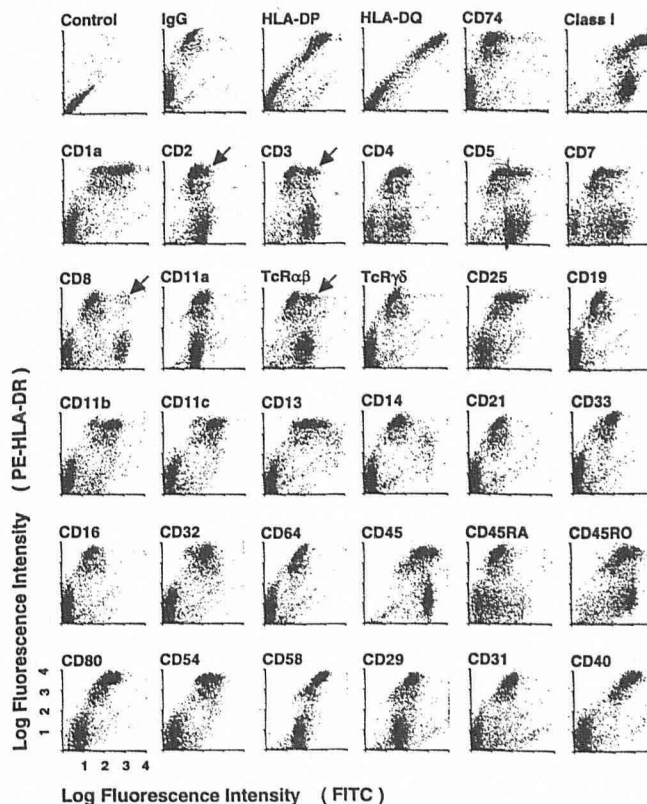 Control IgG HLA-DP HLA-DQ CD74 Class I
CD1a CD2 CD3 CD4 CD5 CD7
CD8 CD11a TcRαβ TcRγδ CD25 CD19
CD11b CD11c CD13 CD14 CD21 CD33
CD16 CD32 CD64 CD45 CD45RA CD45RO
CD80 CD54 CD58 CD29 CD31 CD40
Log Fluorescence Intensity ( PE-HLA-DR )
4
3
2
1
1 2 3 4
Log Fluorescence Intensity ( FITC )